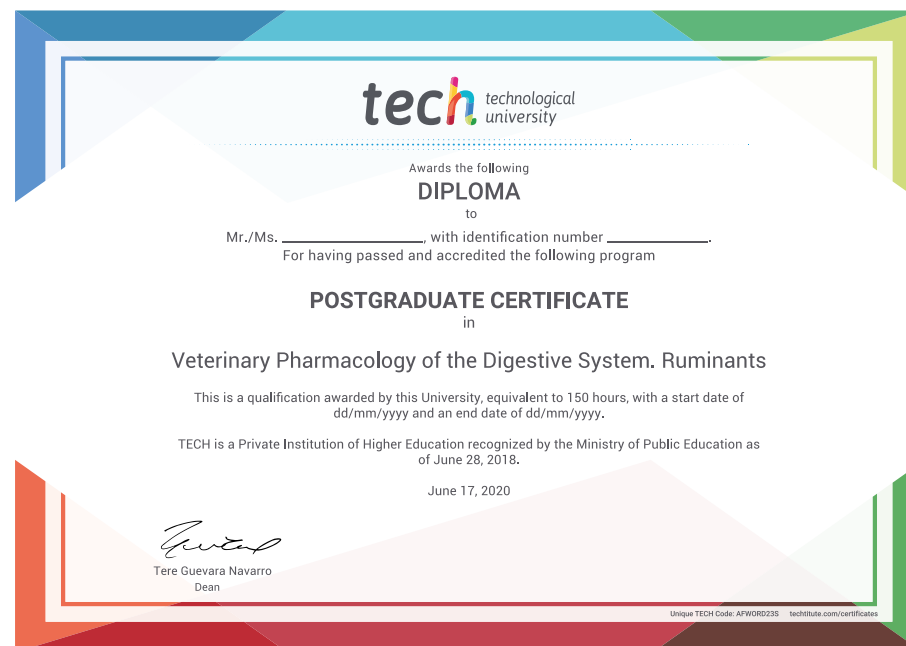 tech technological
university
Awards the following
DIPLOMA
to
Mr./Ms. ____________________, with identification number ______________.
For having passed and accredited the following program
POSTGRADUATE CERTIFICATE
in
Veterinary Pharmacology of the Digestive System. Ruminants
This is a qualification awarded by this University, equivalent to 150 hours, with a start date of
dd/mm/yyyy and an end date of dd/mm/yyyy.
TECH is a Private Institution of Higher Education recognized by the Ministry of Public Education as
of June 28, 2018.
June 17, 2020
Tere Guevara Navarro
Dean
Unique TECH Code: AFWORD23S techtitute.com/certificates